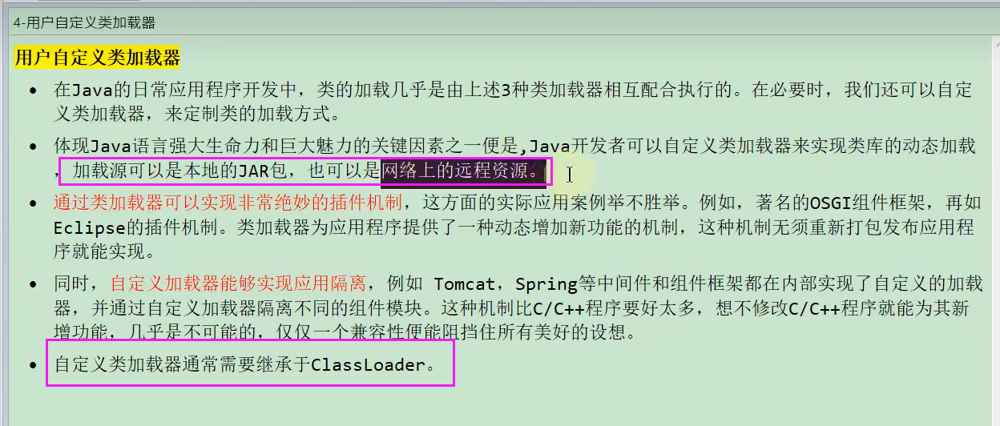 4-用户自定义类加载器
用户自定义类加载器
• 在Java的日常应用程序开发中，类的加载几乎是由上述3种类加载器相互配合执行的。在必要时，我们还可以自定
义类加载器，来定制类的加载方式。
• 体现Java语言强大生命力和巨大魅力的关键因素之一便是,Java开发者可以自定义类加载器来实现类库的动态加载
，加载源可以是本地的JAR包，也可以是网络上的远程资源。
• 通过类加载器可以实现非常绝妙的插件机制，这方面的实际应用案例举不胜举。例如，著名的OSGI组件框架，再如
Eclipse的插件机制。类加载器为应用程序提供了一种动态增加新功能的机制，这种机制无须重新打包发布应用程
序就能实现。
• 同时，自定义加载器能够实现应用隔离，例如 Tomcat，Spring等中间件和组件框架都在内部实现了自定义的加载
器，并通过自定义加载器隔离不同的组件模块。这种机制比C/C++程序要好太多，想不修改C/C++程序就能为其新
增功能，几乎是不可能的，仅仅一个兼容性便能阻挡住所有美好的设想。
• 自定义类加载器通常需要继承于ClassLoader。